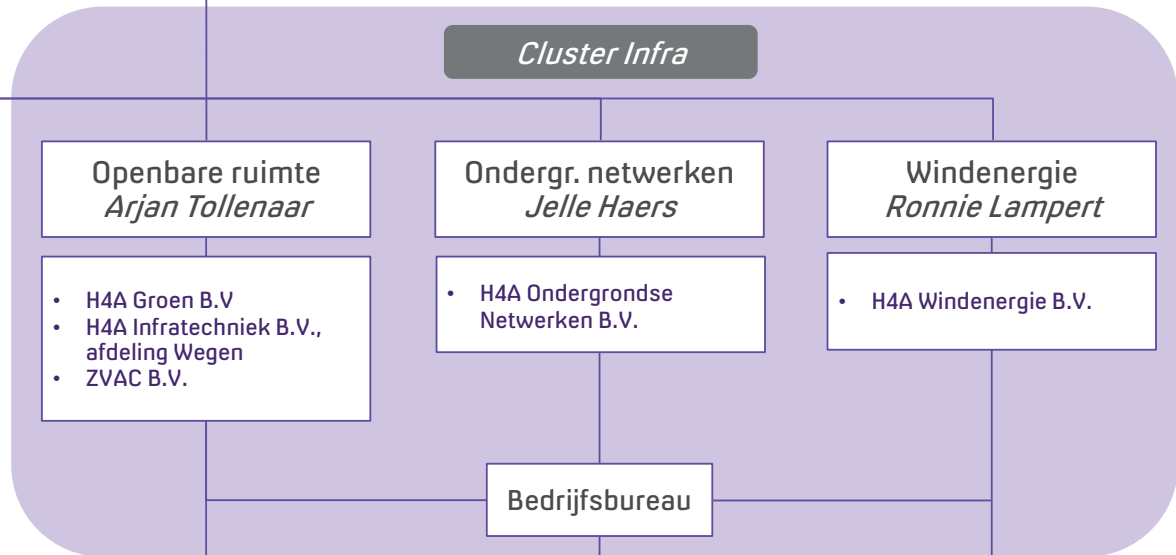 Cluster Infra
Openbare ruimte
Arjan Tollenaar
Ondergr. netwerken
Jelle Haers
Windenergie
Ronnie Lampert
• H4A Groen B.V
• H4A Infratechniek B.V.,
afdeling Wegen
• ZVAC B.V.
• H4A Ondergrondse
Netwerken B.V.
• H4A Windenergie B.V.
Bedrijfsbureau